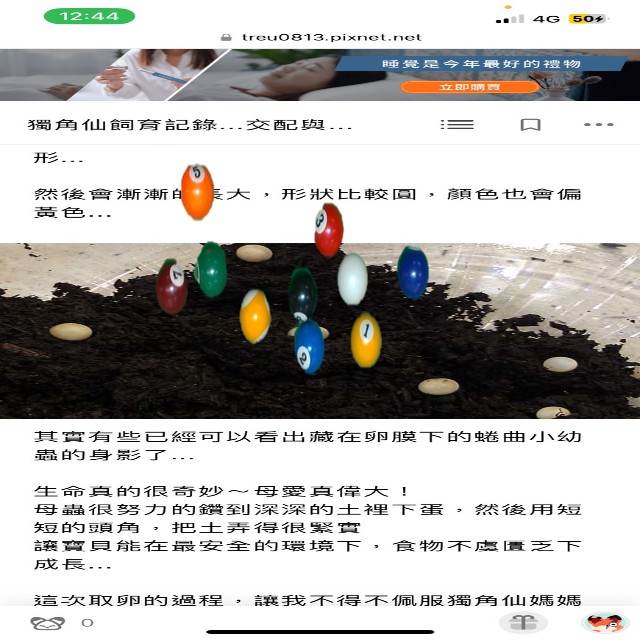 12:44
4G 50
treu0813.pixnet.net
睡覺是今年最好的禮物
立即購買
獨角仙飼育記錄...交配與...
形...
然後會漸漸的長大，形狀比較圓，顏色也會偏
黃色...
5
3
7
1
2
其實有些已經可以看出藏在卵膜下的蜷曲小幼
蟲的身影了...
生命真的很奇妙～母愛真偉大！
母蟲很努力的鑽到深深的土裡下蛋，然後用短
短的頭角，把土弄得很緊實
讓寶貝能在最安全的環境下，食物不虞匱乏下
成長...
這次取卵的過程，讓我不得不佩服獨角仙媽媽
0